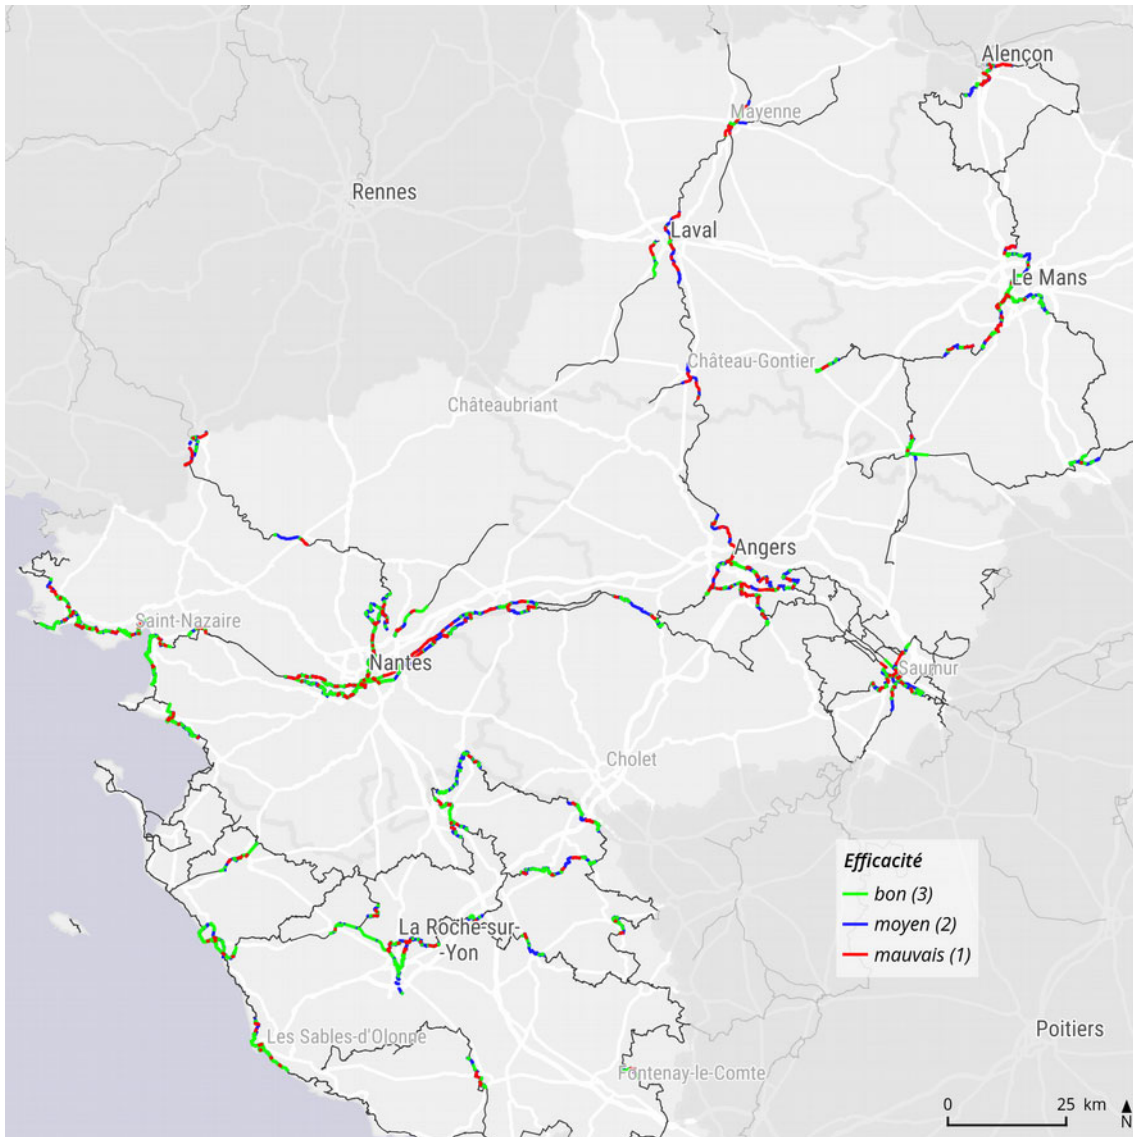 Alençon
Mayenne
Rennes
Laval
Le Mans
Château-Gontier
Châteaubriant
Angers
Saint-Nazaire
Nantes
Saumur
Cholet
Efficacité
bon (3)
moyen (2)
mauvais (1)
La Roche-sur-
-Yon
Les Sables-d'Olonne
Poitiers
Fontenay-le-Comte
0 25 km
N